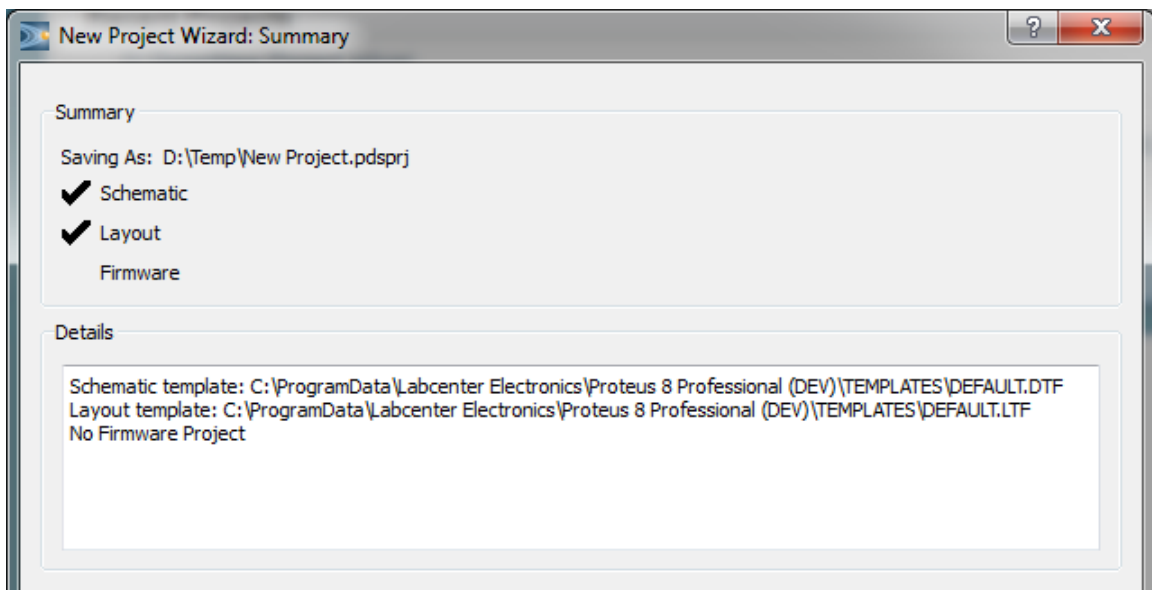 New Project Wizard: Summary
Summary
Saving As: D:\Temp\New Project.pdsprj
Schematic
Layout
Firmware
Details
Schematic template: C:\ProgramData\Labcenter Electronics\Proteus 8 Professional (DEV)\TEMPLATES\DEFAULT.DTF
Layout template: C:\ProgramData\Labcenter Electronics\Proteus 8 Professional (DEV)\TEMPLATES\DEFAULT.LTF
No Firmware Project